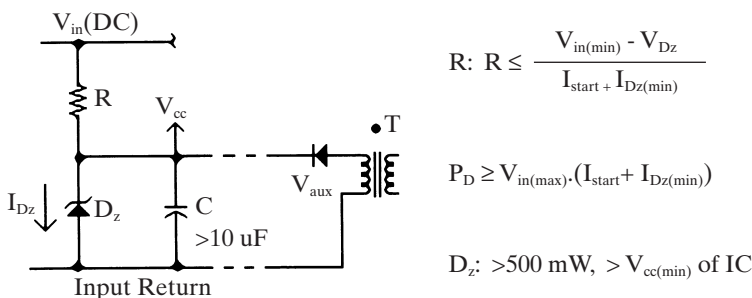 V_in(DC)
R
V_cc
T
V_aux
I_Dz
D_z
C
>10 uF
Input Return
R: R ≤ (V_in(min) - V_Dz) / (I_start + I_Dz(min))
P_D ≥ V_in(max).(I_start + I_Dz(min))
D_z: >500 mW, > V_cc(min) of IC